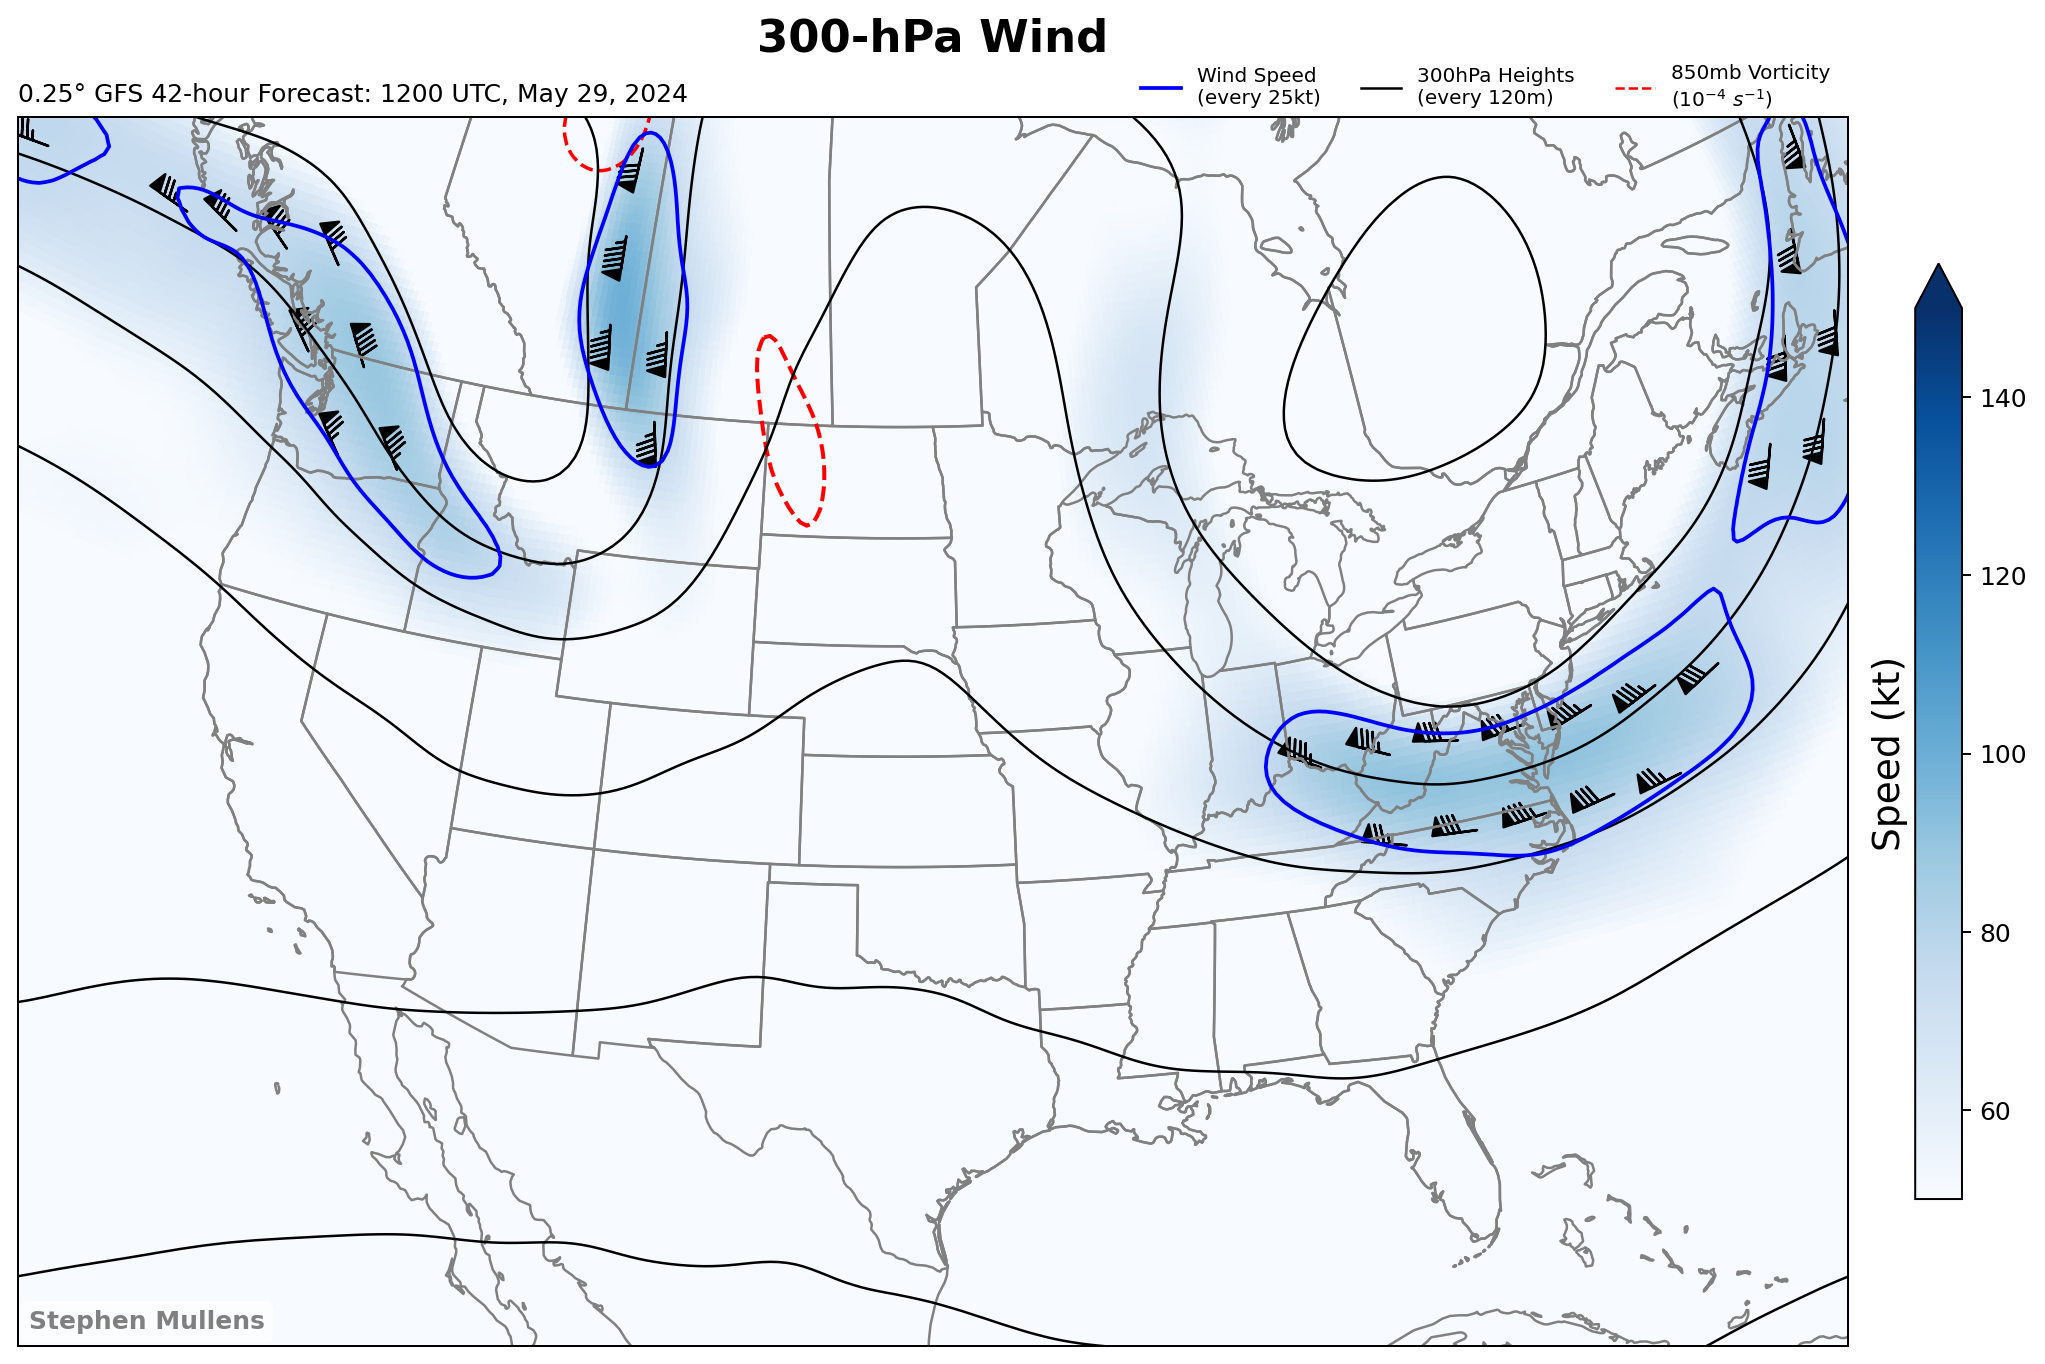 300-hPa Wind
0.25° GFS 42-hour Forecast: 1200 UTC, May 29, 2024
Wind Speed
(every 25kt)
300hPa Heights
(every 120m)
850mb Vorticity
(10⁻⁴ s⁻¹)
140
120
100
80
60
Speed (kt)
Stephen Mullens